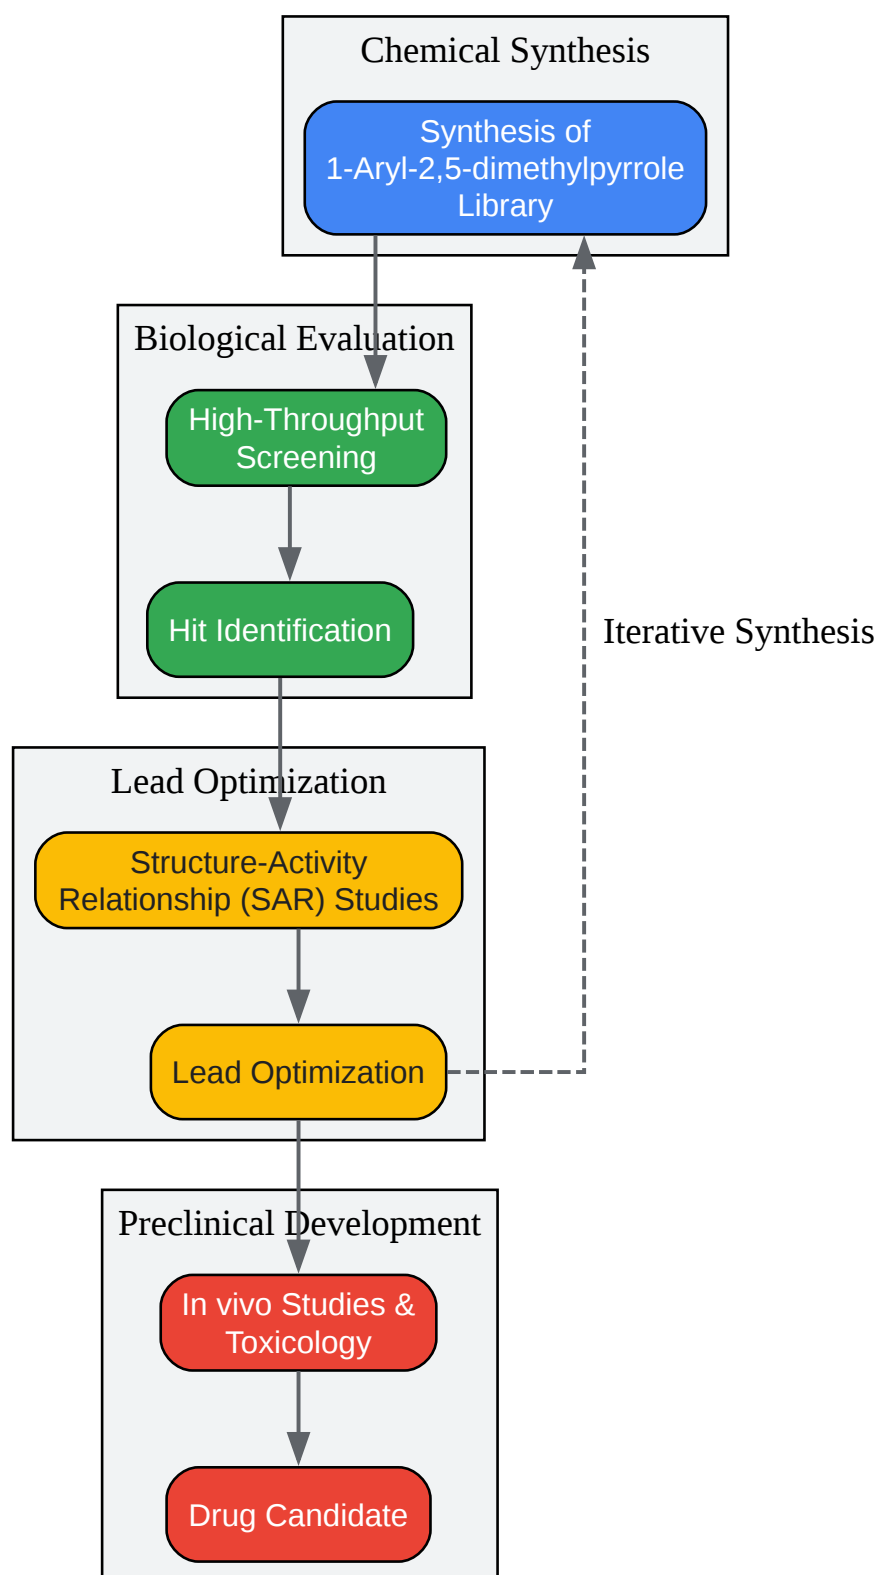 Chemical Synthesis
Synthesis of
1-Aryl-2,5-dimethylpyrrole
Library
Biological Evaluation
High-Throughput
Screening
Hit Identification
Iterative Synthesis
Lead Optimization
Structure-Activity
Relationship (SAR) Studies
Lead Optimization
Preclinical Development
In vivo Studies &
Toxicology
Drug Candidate